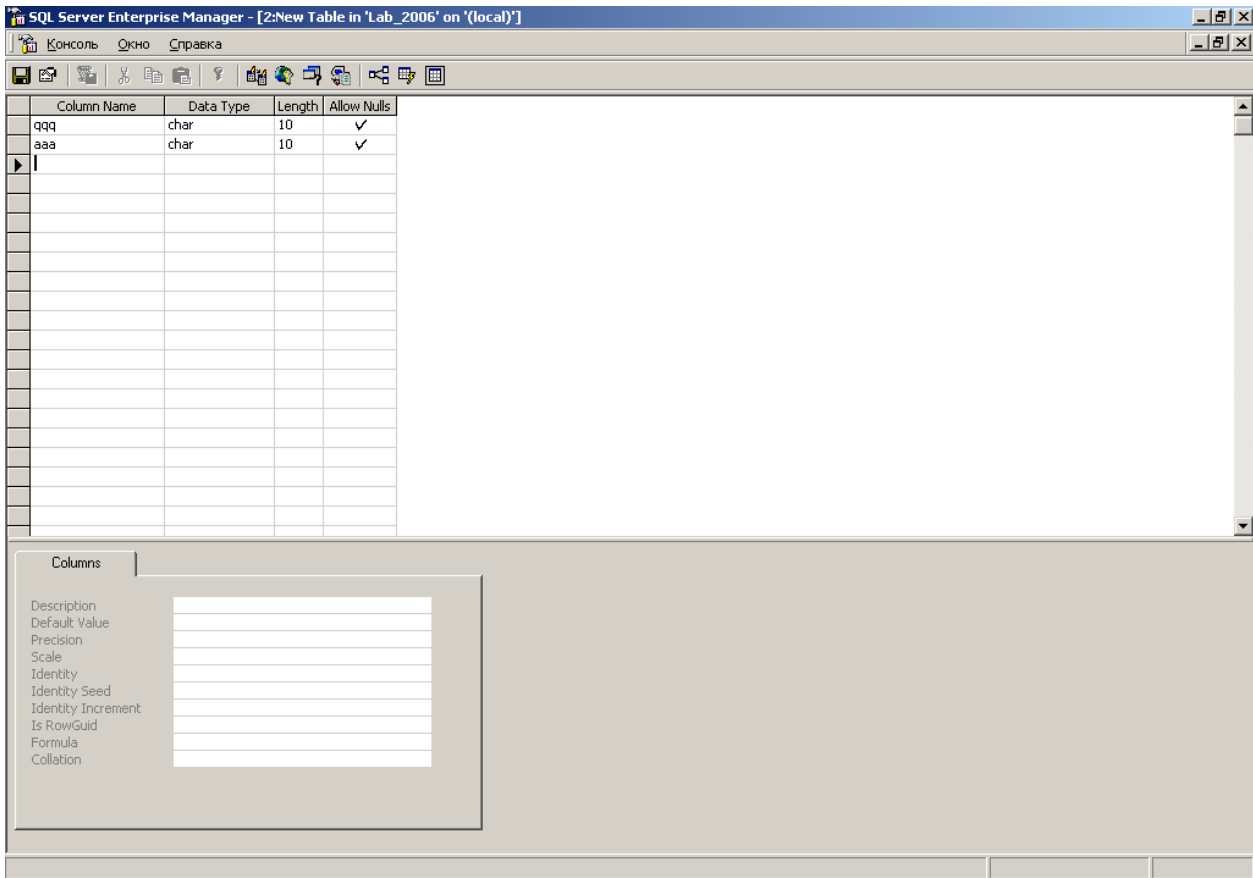 SQL Server Enterprise Manager - [2:New Table in 'Lab_2006' on '(local)']
Консоль Окно Справка
Column Name Data Type Length Allow Nulls
qqq char 10
aaa char 10
Columns
Description
Default Value
Precision
Scale
Identity
Identity Seed
Identity Increment
Is RowGuid
Formula
Collation